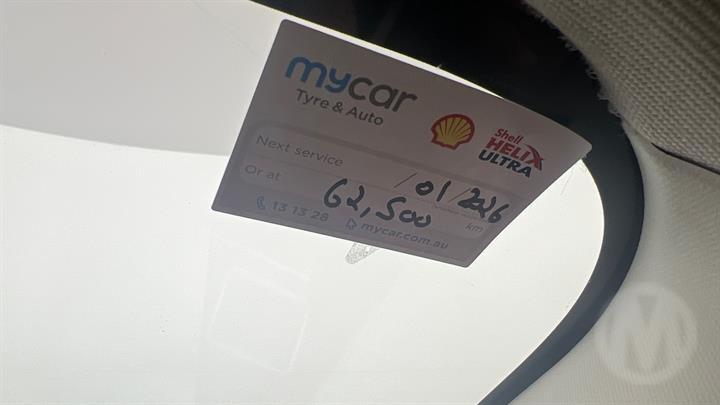 mycar
Tyre & Auto
Shell
HELIX
ULTRA
Next service /01/2026
Or at 62,500 km
13 13 28 mycar.com.au
M